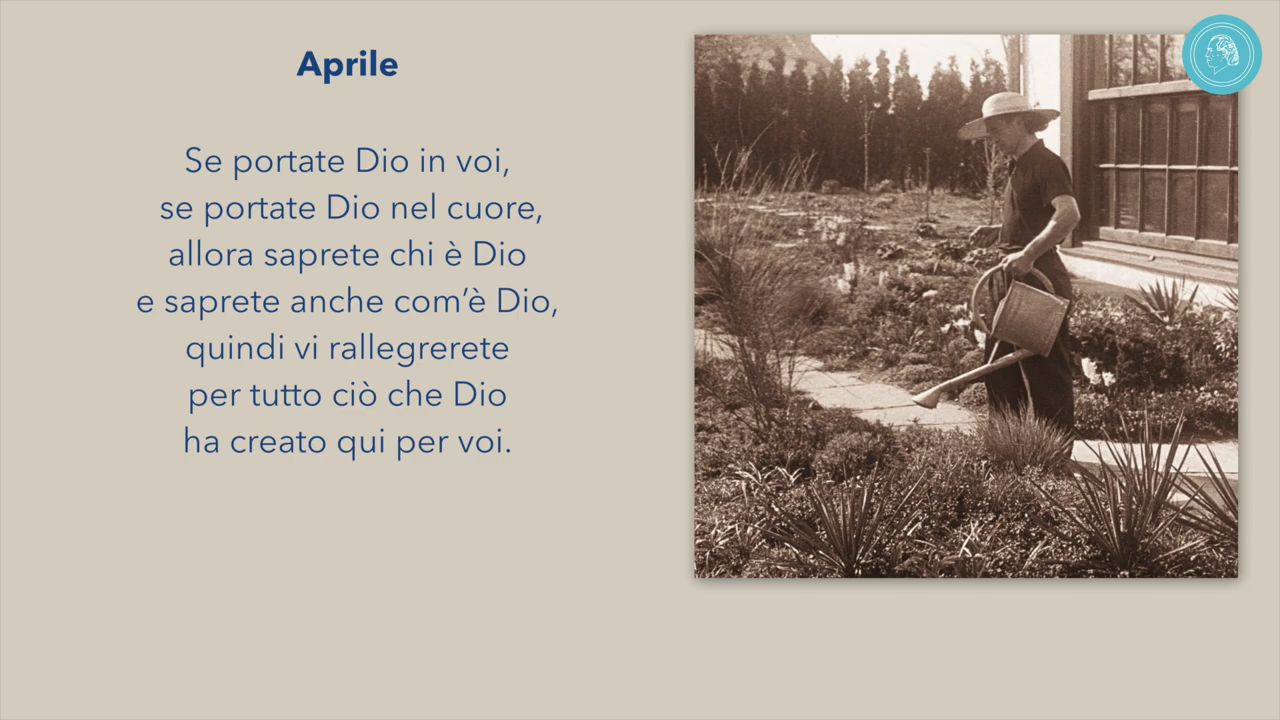 Aprile
Se portate Dio in voi,
se portate Dio nel cuore,
allora saprete chi è Dio
e saprete anche com’è Dio,
quindi vi rallegrerete
per tutto ciò che Dio
ha creato qui per voi.